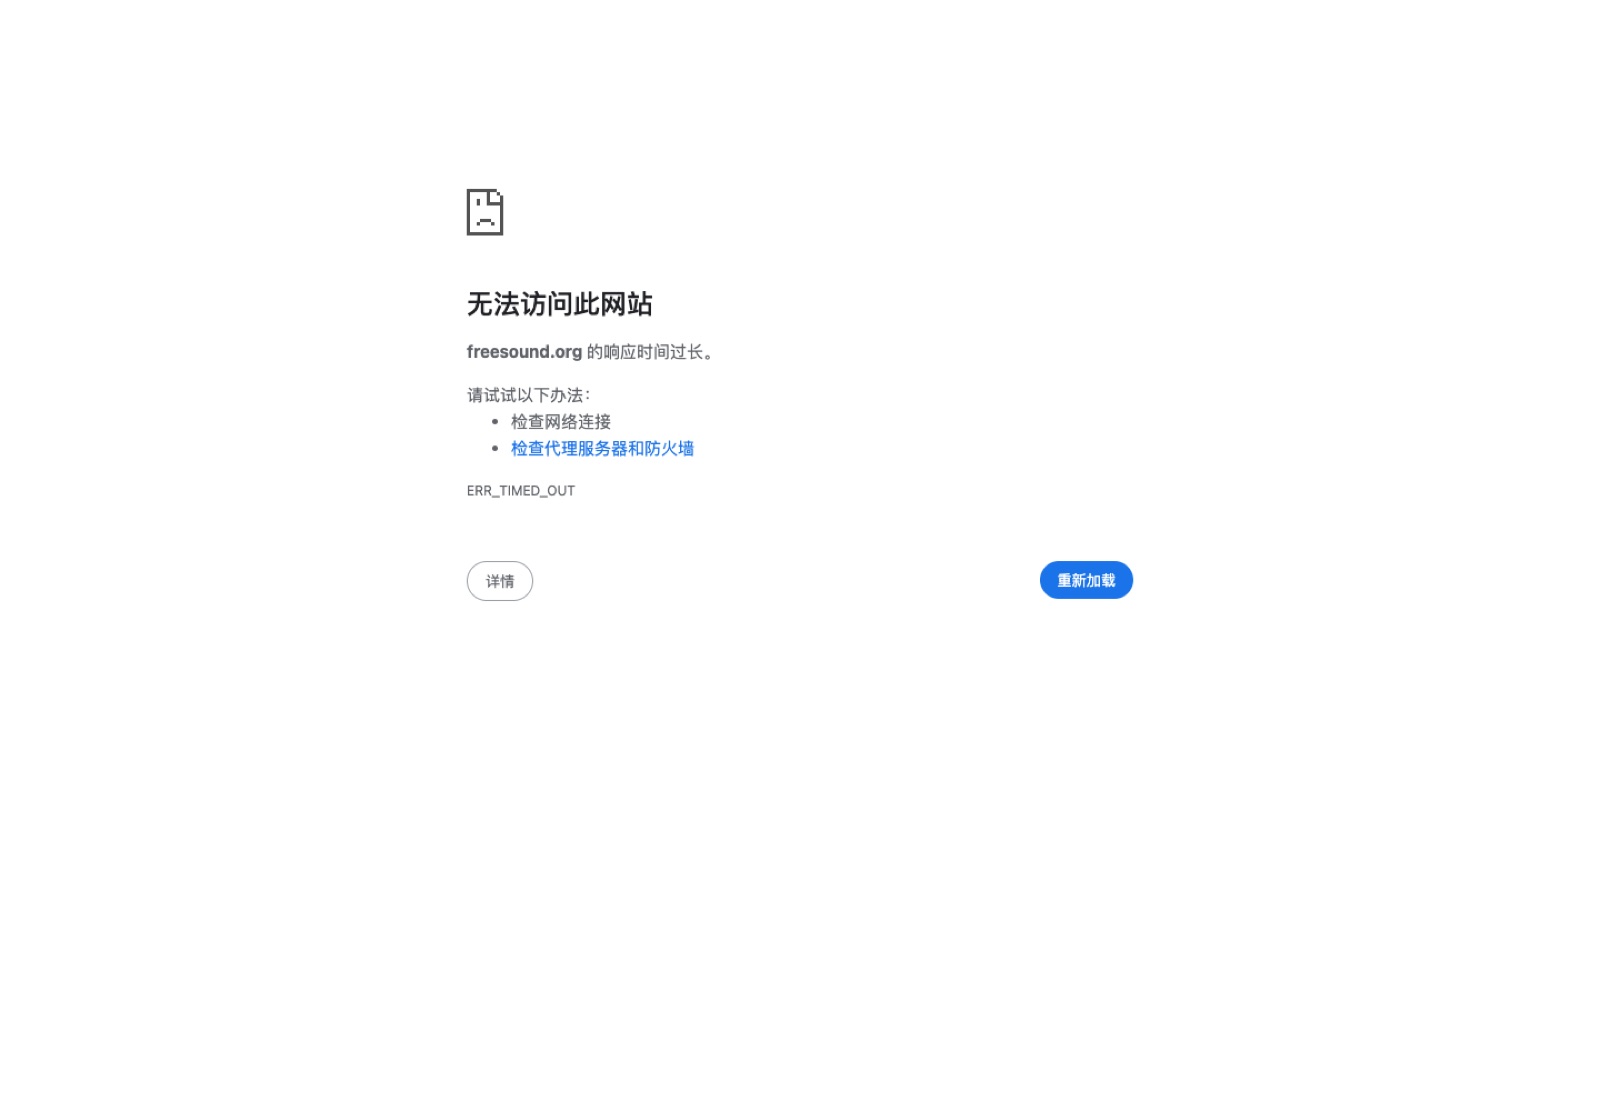 无法访问此网站
freesound.org 的响应时间过长。
请试试以下办法：
检查网络连接
检查代理服务器和防火墙
ERR_TIMED_OUT
详情
重新加载